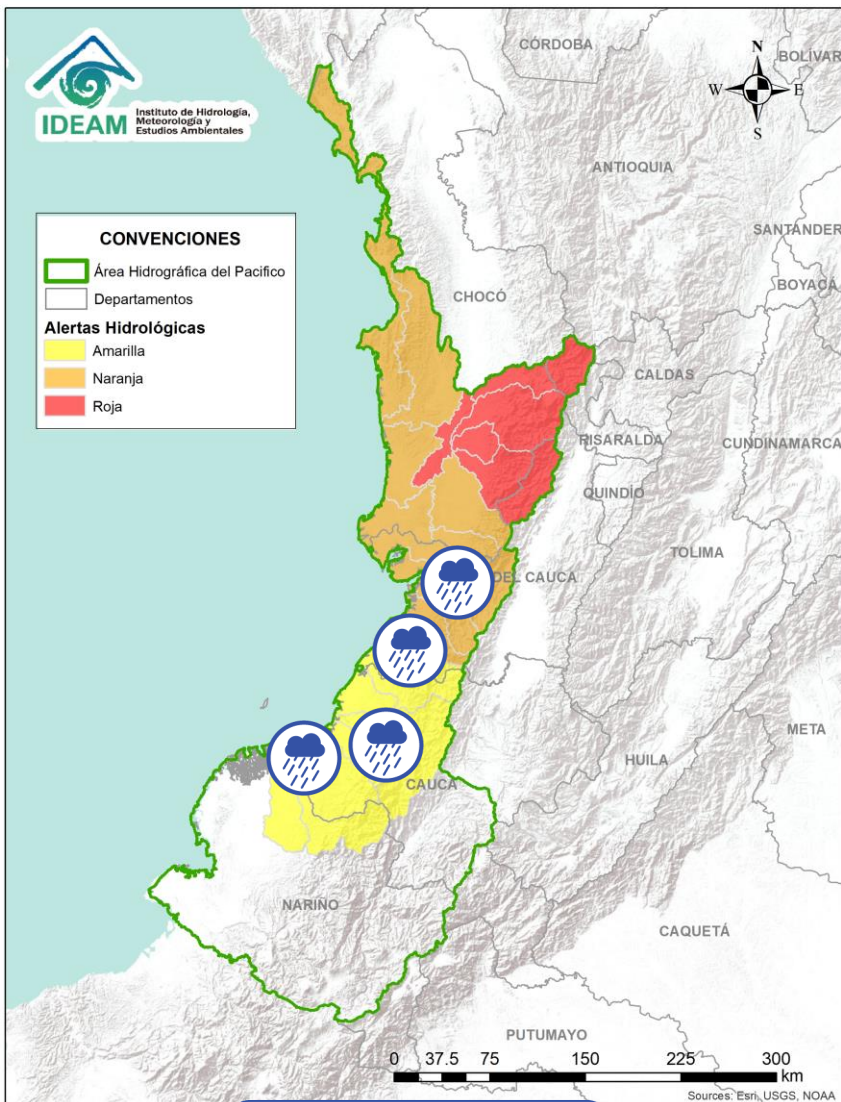 IDEAM
Instituto de Hidrología,
Meteorología y
Estudios Ambientales
CÓRDOBA
BOLÍVAR
N
W
E
S
ANTIOQUIA
SANTANDER
BOYACÁ
CONVENCIONES
Área Hidrográfica del Pacifico
Departamentos
Alertas Hidrológicas
Amarilla
Naranja
Roja
CHOCÓ
CALDAS
RISARALDA
CUNDINAMARCA
QUINDÍO
TOLIMA
DEL CAUCA
META
HUILA
CAUCA
NARIÑO
CAQUETÁ
PUTUMAYO
0 37.5 75 150 225 300
km
Sources: Esri, USGS, NOAA